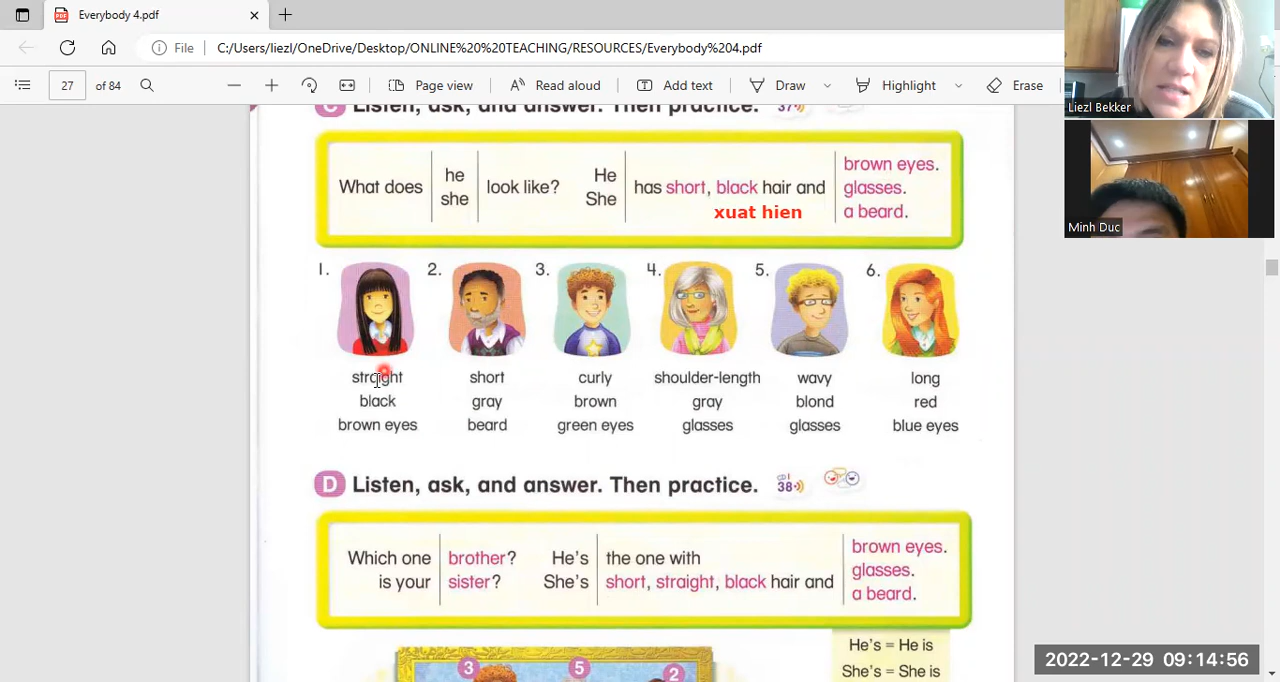 Everybody 4.pdf
File C:/Users/liezl/OneDrive/Desktop/ONLINE%20%20TEACHING/RESOURCES/Everybody%204.pdf
27 of 84 Page view Read aloud Add text Draw Highlight Erase
Liezl Bekker
Minh Duc
C Listen, ask, and answer. Then practice. 37
What does he she look like? He She has short, black hair and brown eyes. glasses. a beard.
xuat hien
1. 2. 3. 4. 5. 6.
straight short curly shoulder-length wavy long
black gray brown gray blond red
brown eyes beard green eyes glasses glasses blue eyes
D Listen, ask, and answer. Then practice. CD 1 38
Which one is your brother? sister? He's She's the one with short, straight, black hair and brown eyes. glasses. a beard.
3 5 2
He's = He is
She's = She is
2022-12-29 09:14:56